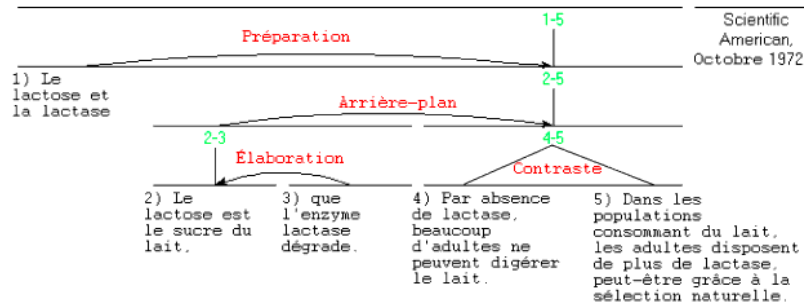 1-5
Scientific
American,
Octobre 1972
Préparation
1) Le
lactose et
la lactase
2-5
Arrière-plan
2-3
4-5
Élaboration
Contraste
2) Le
lactose est
le sucre du
lait,
3) que
l'enzyme
lactase
dégrade.
4) Par absence
de lactase,
beaucoup
d'adultes ne
peuvent digérer
le lait.
5) Dans les
populations
consommant du lait,
les adultes disposent
de plus de lactase,
peut-être grâce à la
sélection naturelle.